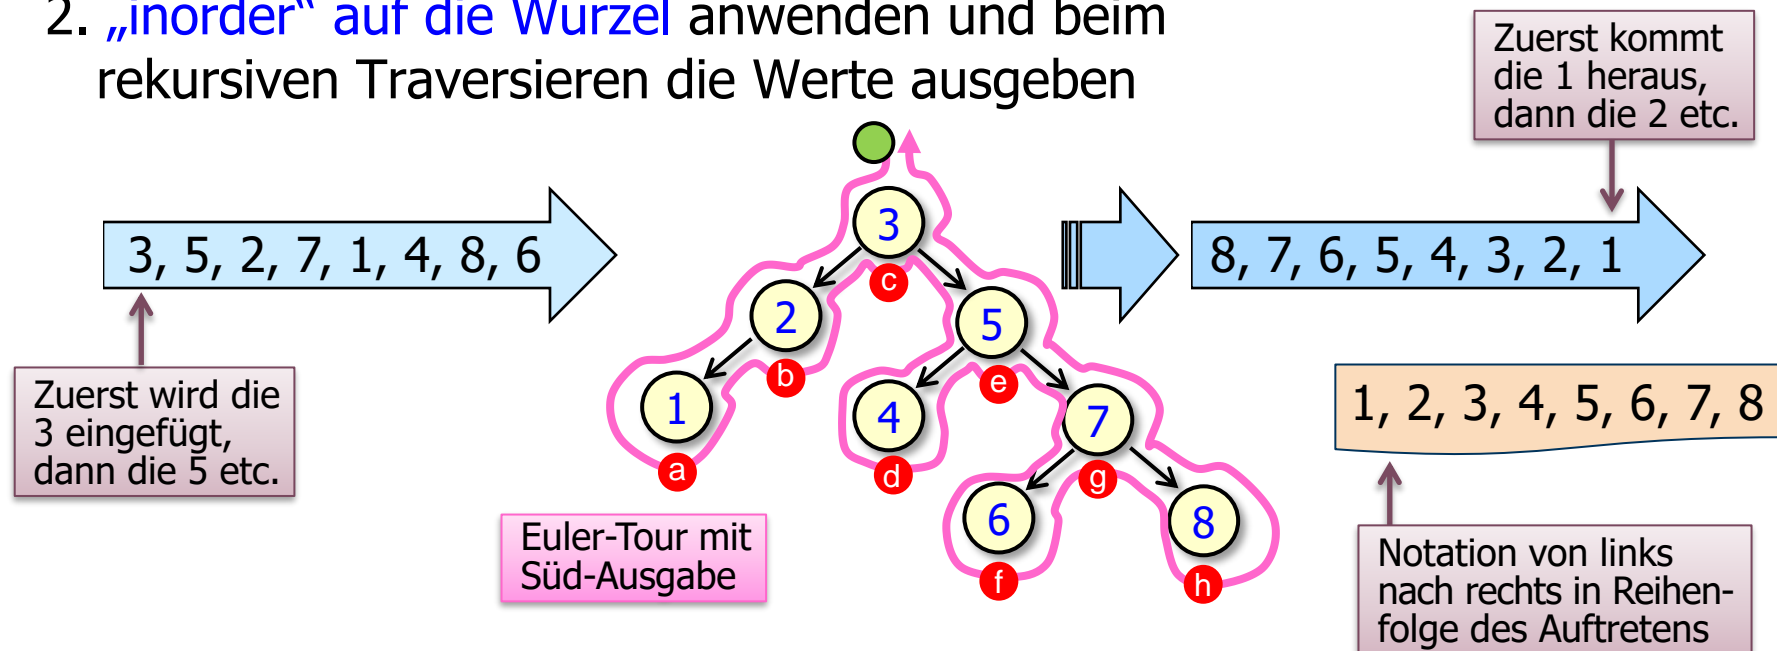 2. „inorder“ auf die Wurzel anwenden und beim
rekursiven Traversieren die Werte ausgeben
Zuerst kommt
die 1 heraus,
dann die 2 etc.
3, 5, 2, 7, 1, 4, 8, 6
8, 7, 6, 5, 4, 3, 2, 1
3
c
2
5
b
e
1
4
7
a
d
g
6
8
f
h
Zuerst wird die
3 eingefügt,
dann die 5 etc.
1, 2, 3, 4, 5, 6, 7, 8
Euler-Tour mit
Süd-Ausgabe
Notation von links
nach rechts in Reihen-
folge des Auftretens